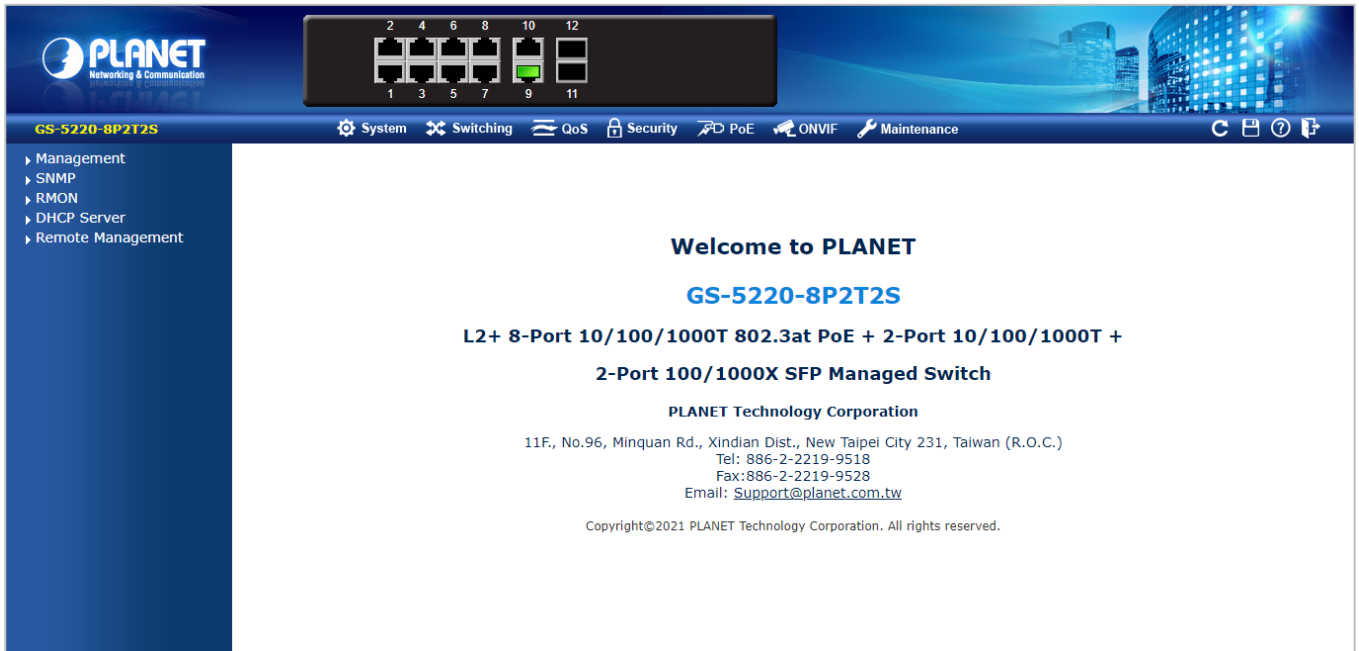 PLANET
Networking & Communication
2 4 6 8 10 12
1 3 5 7 9 11
GS-5220-8P2T2S
System Switching QoS Security PoE ONVIF Maintenance
Management
SNMP
RMON
DHCP Server
Remote Management
Welcome to PLANET
GS-5220-8P2T2S
L2+ 8-Port 10/100/1000T 802.3at PoE + 2-Port 10/100/1000T +
2-Port 100/1000X SFP Managed Switch
PLANET Technology Corporation
11F., No.96, Minquan Rd., Xindian Dist., New Taipei City 231, Taiwan (R.O.C.)
Tel: 886-2-2219-9518
Fax:886-2-2219-9528
Email: Support@planet.com.tw
Copyright©2021 PLANET Technology Corporation. All rights reserved.